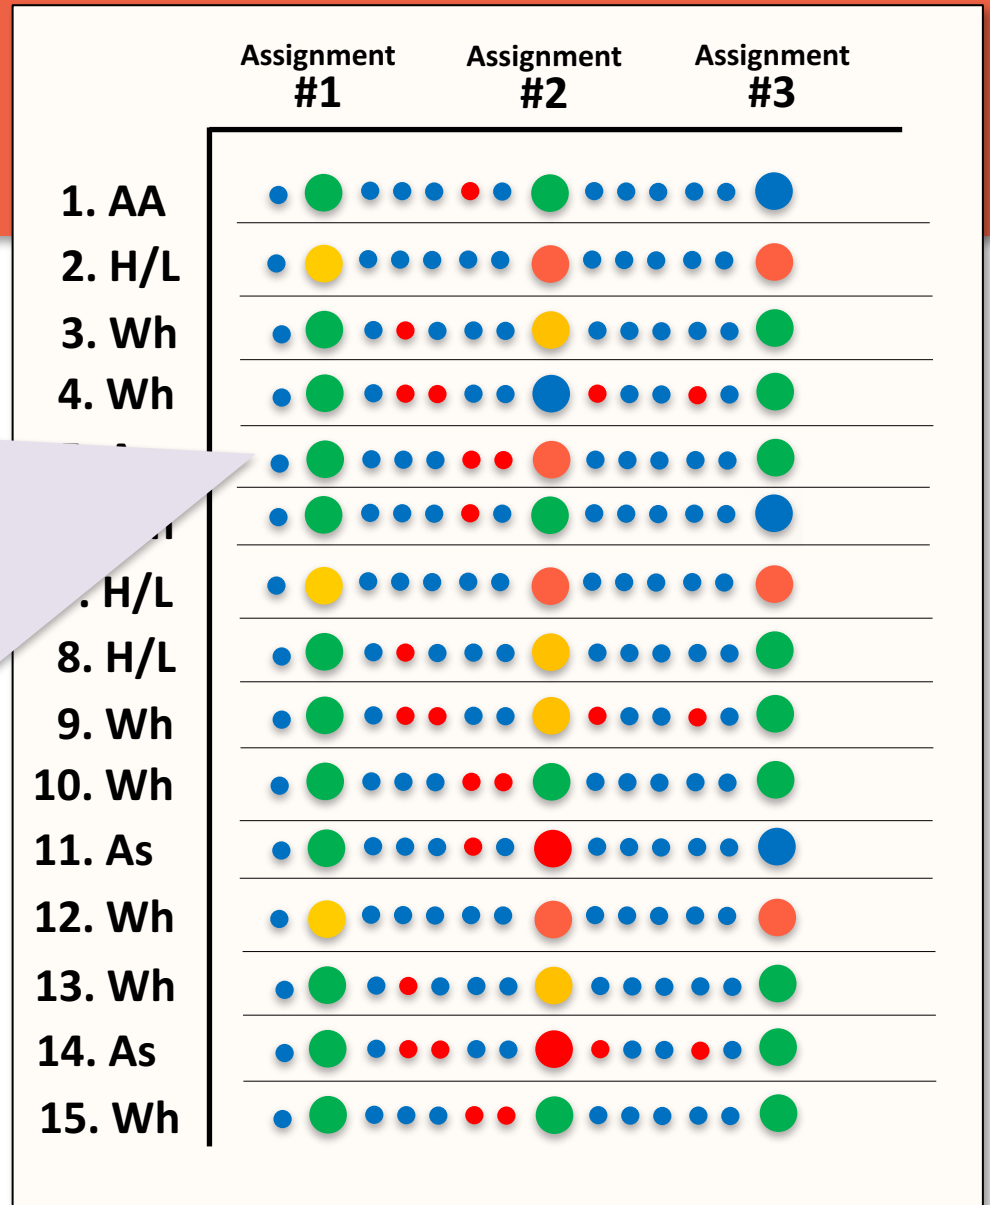 Assignment Assignment Assignment
#1 #2 #3
1. AA
2. H/L
3. Wh
4. Wh
. H/L
8. H/L
9. Wh
10. Wh
11. As
12. Wh
13. Wh
14. As
15. Wh